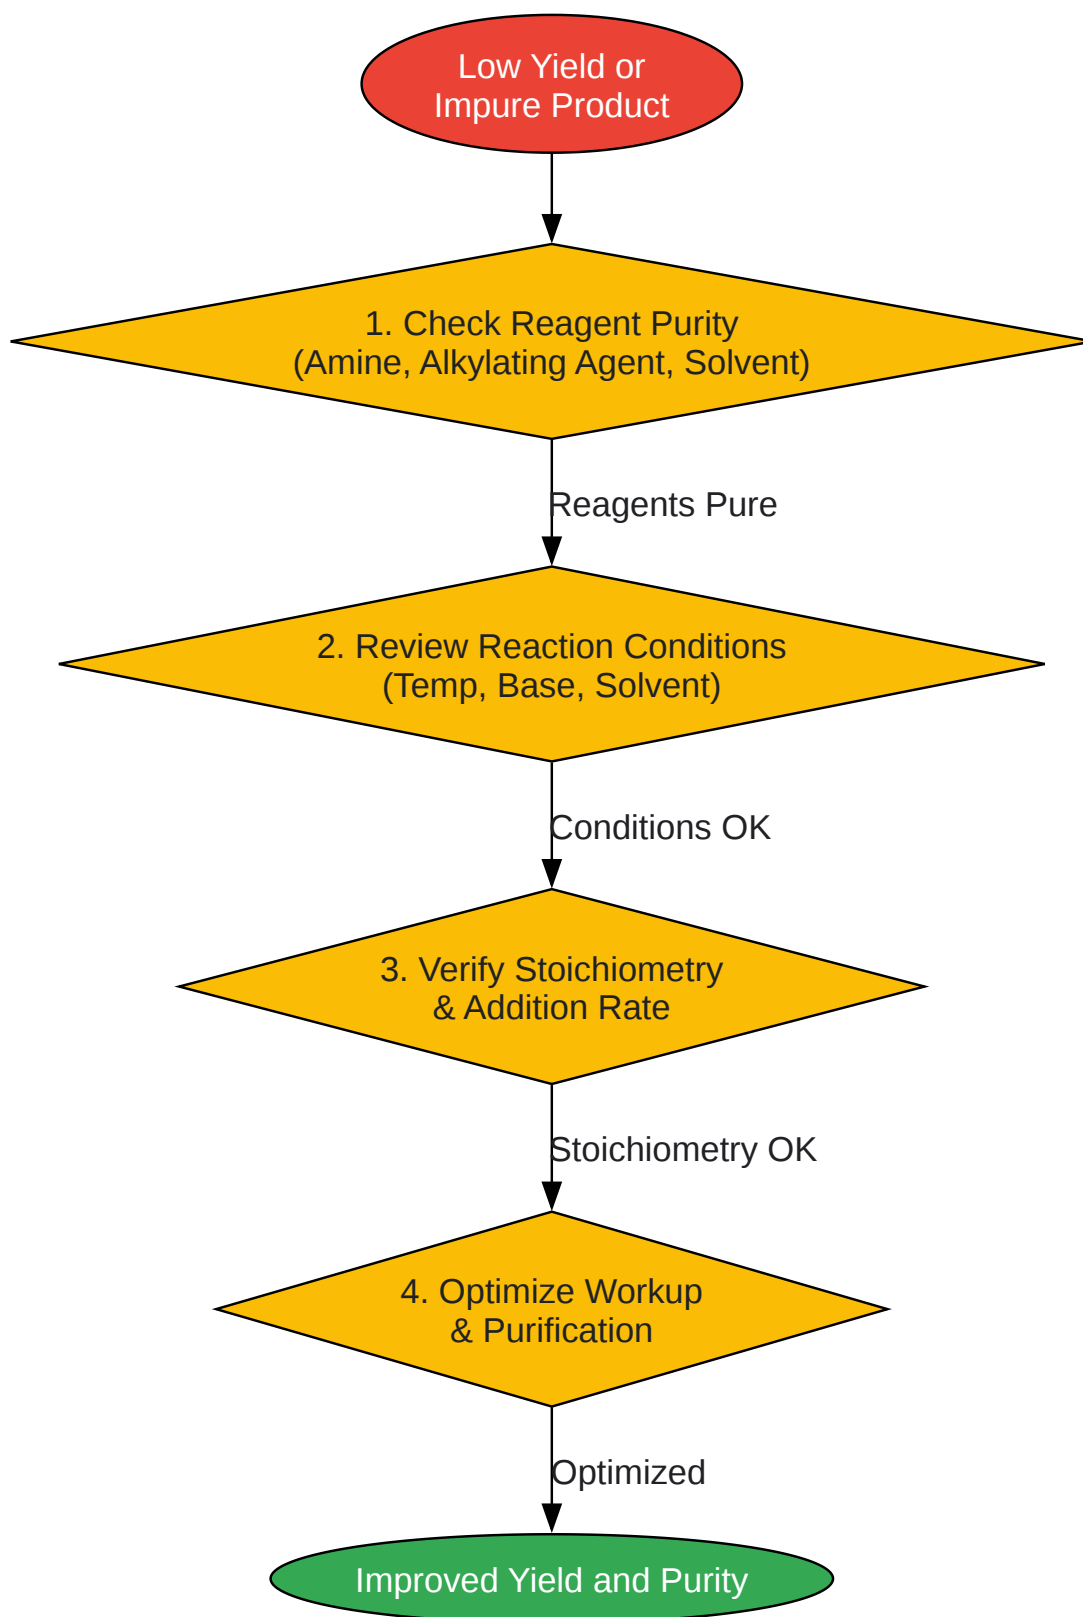 Low Yield or
Impure Product
1. Check Reagent Purity
(Amine, Alkylating Agent, Solvent)
Reagents Pure
2. Review Reaction Conditions
(Temp, Base, Solvent)
Conditions OK
3. Verify Stoichiometry
& Addition Rate
Stoichiometry OK
4. Optimize Workup
& Purification
Optimized
Improved Yield and Purity